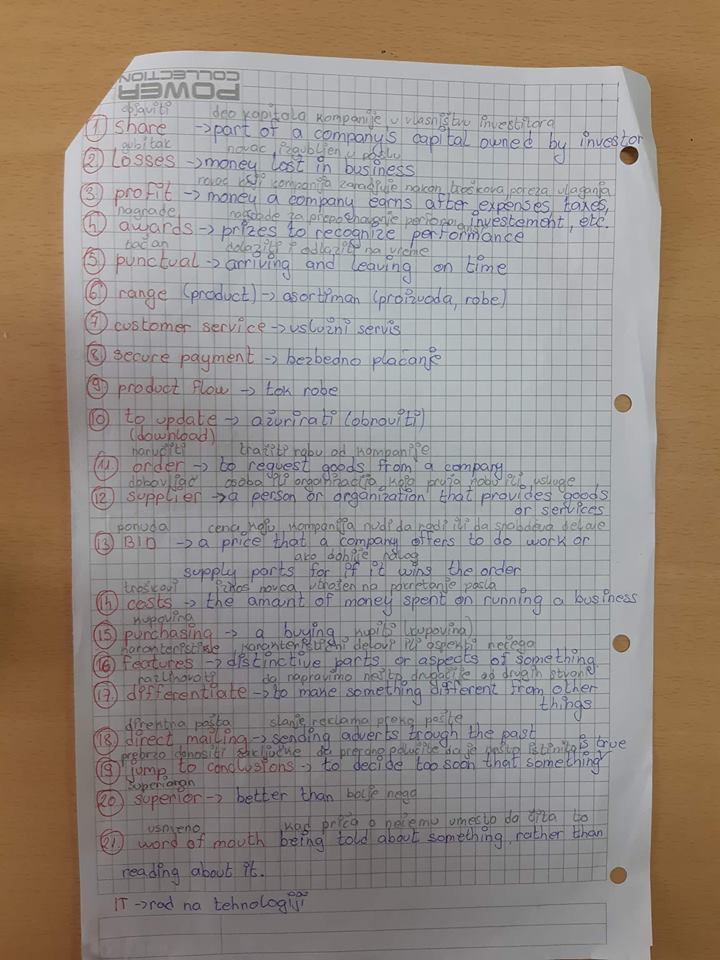 POWER
COLLECTION
objaviti deo kapitala kompanije u vlasništvu investitora
1 share → part of a company's capital owned by investor
gubitak novac izgubljen u poslu
2 Losses → money lost in business
novac koji kompanija zarađuje nakon troškova poreza ulaganja
3. profit → money a company earns after expenses taxes,
nagrade nagrade za investement, etc.
4 awards → prizes to recognize performance
tačan dolaziti i odlaziti na vreme
5 punctual → arriving and leaving on time
6 range (product) → asortiman (proizvoda, robe)
7 customer service → uslužni servis
8 secure payment → bezbedno plaćanje
9 product flow → tok robe
10 to update → ažurirati (obnoviti)
(download)
naručiti tražiti robu od kompanije
11 order → to request goods from a company
dobavljač osoba ili organizacija koja pruža robu ili usluge
12 supplier → a person or organization that provides goods
or services
ponuda cena koju kompanija nudi da radi ili da snabdeva delove
13 BID → a price that a company offers to do work or
ako dobije nalog
supply parts for if it wins the order
troškovi iznos novca utrošen na pokretanje posla
14 costs → the amant of money spent on running a business
kupovina
15 purchasing → a buying kupiti (kupovina)
karakteristike karakteristični delovi ili aspekti nečega
16 features → distinctive parts or aspects of something
razlikovati da napravimo nešto drugačije od drugih stvari
17 differentiate → to make something different from other
things
direktna pošta slanje reklama preko pošte
18 direct mailing → sending adverts trough the past
prebrzo donositi zaključke da prerano odlučite da je nešto istinito is true
19 jump to conclusions → to decide too soon that something
superioran
20 superior → better than bolje nego
usmeno kad priča o nečemu umesto da čita to
21 word of mouth being told about something, rather than
reading about it.
IT → rad na tehnologiji